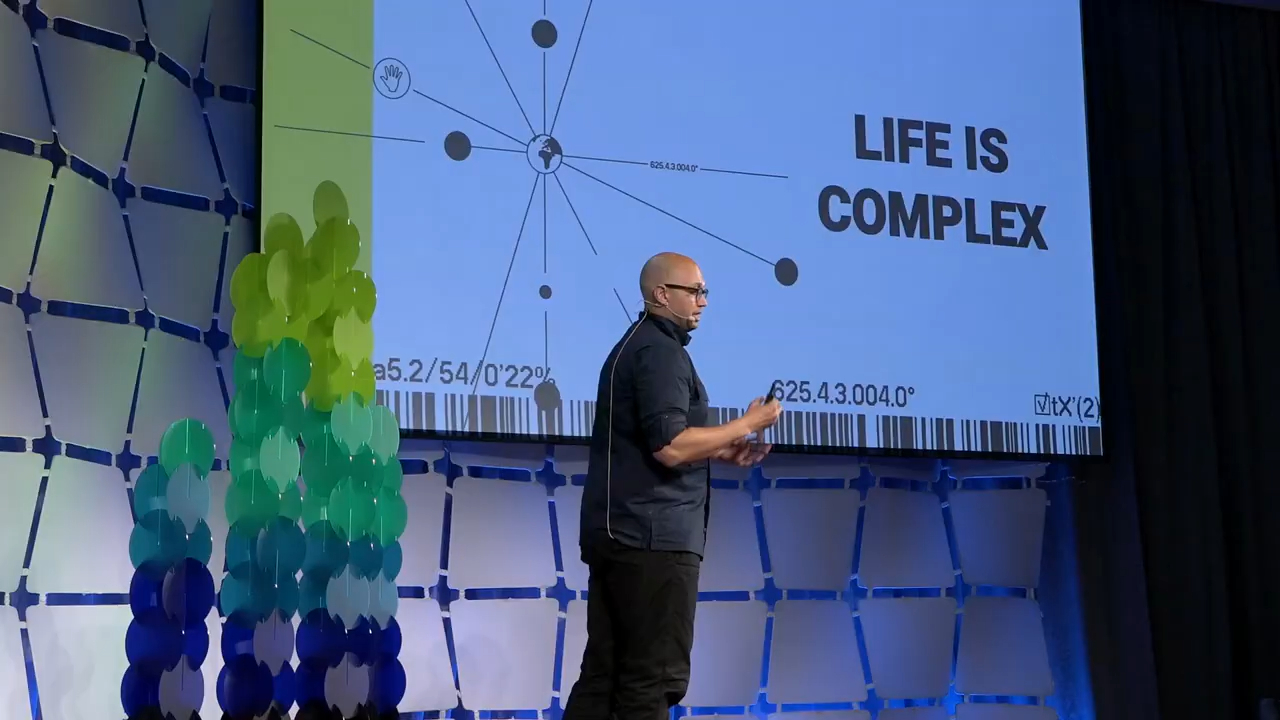 625.4.3.004.0°
LIFE IS
COMPLEX
a5.2/54/0'22%
625.4.3.004.0°
tX'(2)